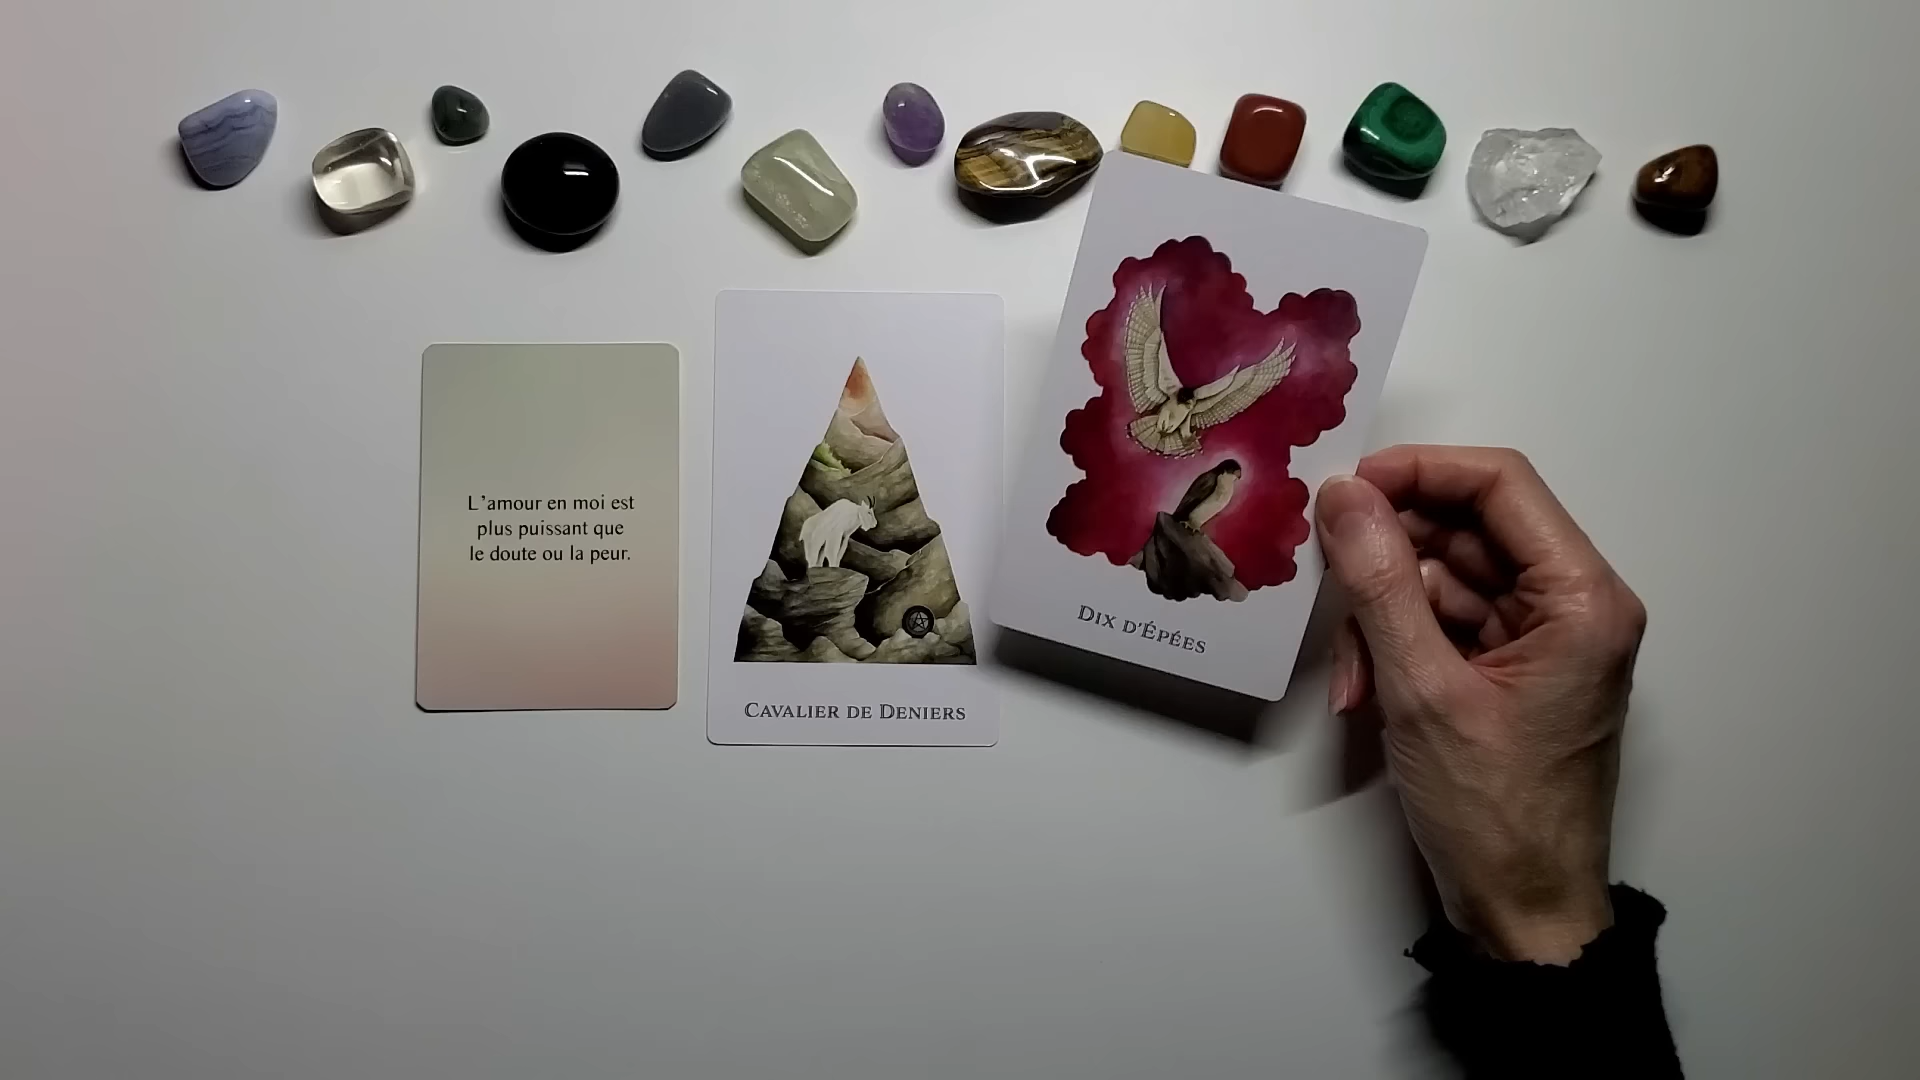 L'amour en moi est
plus puissant que
le doute ou la peur.
Cavalier de Deniers
Dix d'Épées